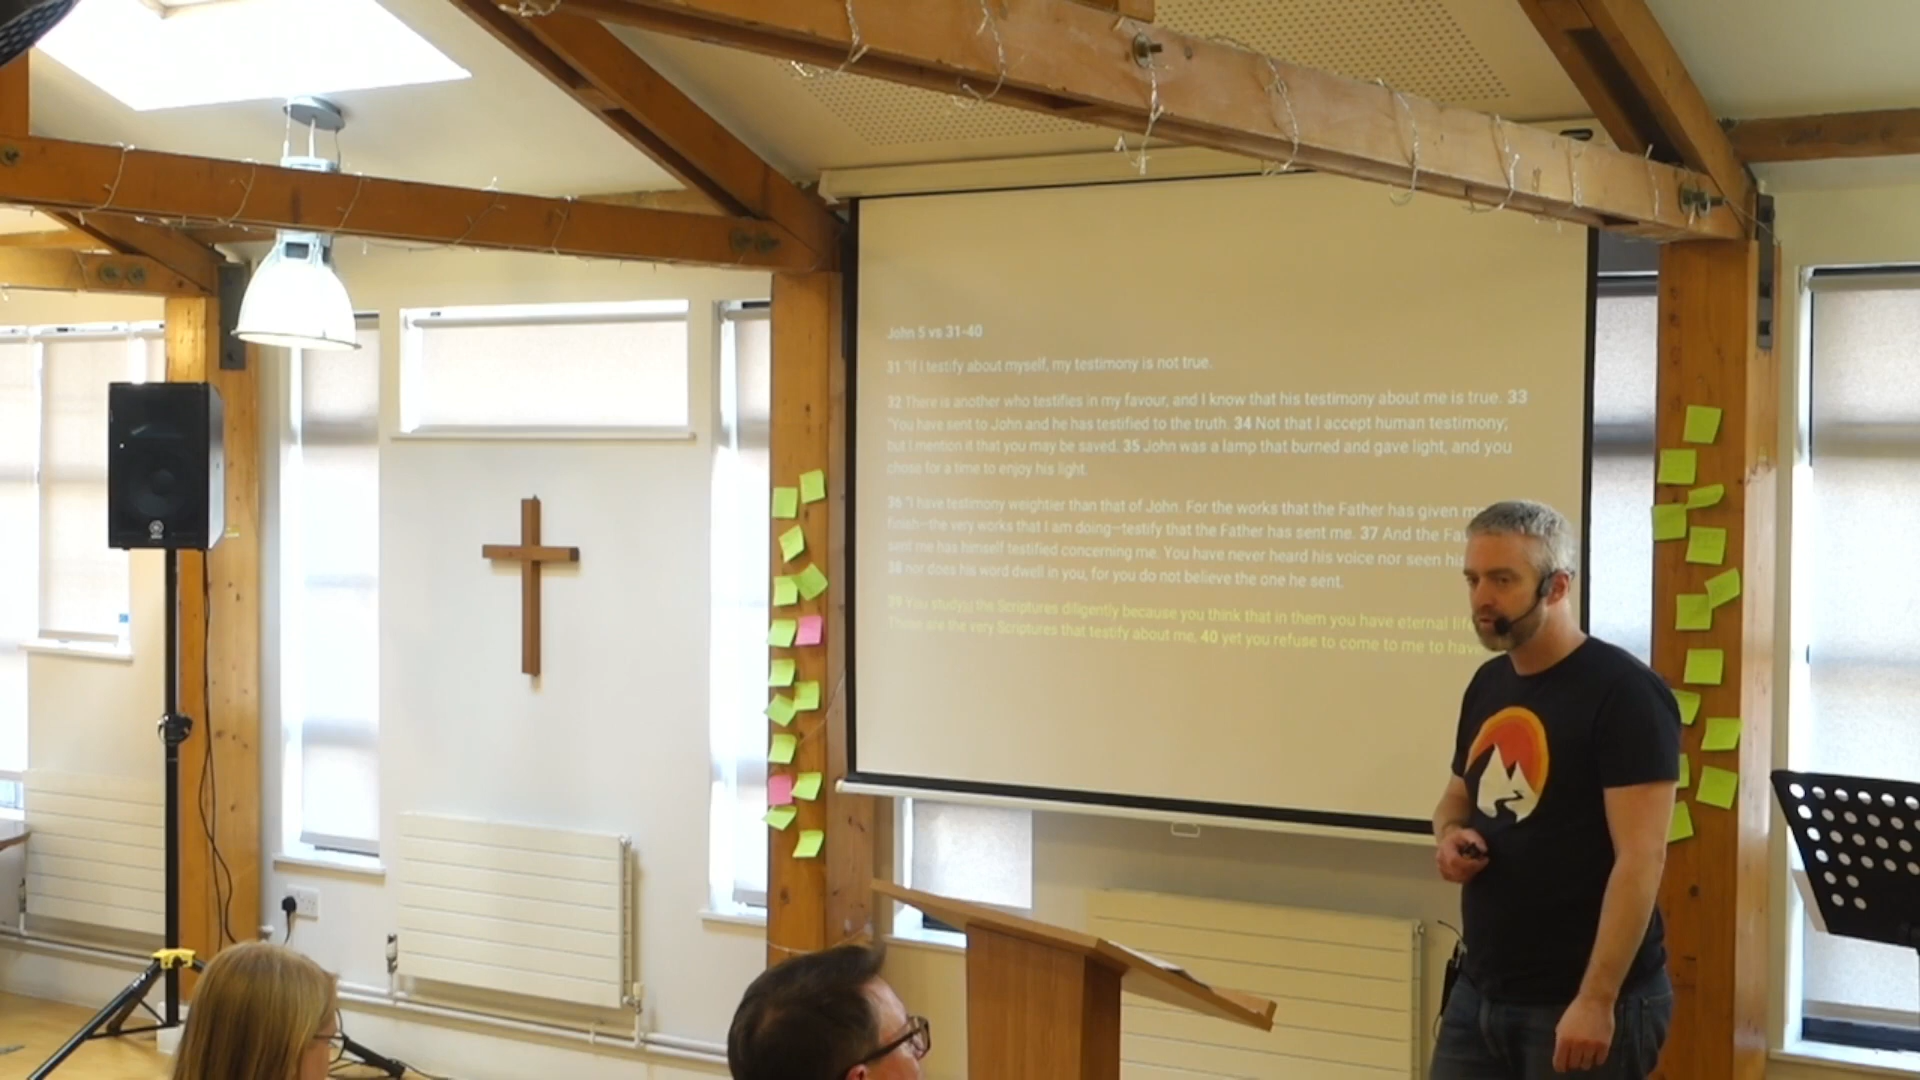 John 5 vs 31-40
31 "If I testify about myself, my testimony is not true.
32 There is another who testifies in my favour, and I know that his testimony about me is true. 33
"You have sent to John and he has testified to the truth. 34 Not that I accept human testimony;
but I mention it that you may be saved. 35 John was a lamp that burned and gave light, and you
chose for a time to enjoy his light.
36 "I have testimony weightier than that of John. For the works that the Father has given me
finish—the very works that I am doing—testify that the Father has sent me. 37 And the Fat
sent me has himself testified concerning me. You have never heard his voice nor seen his
38 nor does his word dwell in you, for you do not believe the one he sent.
39 You study the Scriptures diligently because you think that in them you have eternal life
These are the very Scriptures that testify about me, 40 yet you refuse to come to me to have